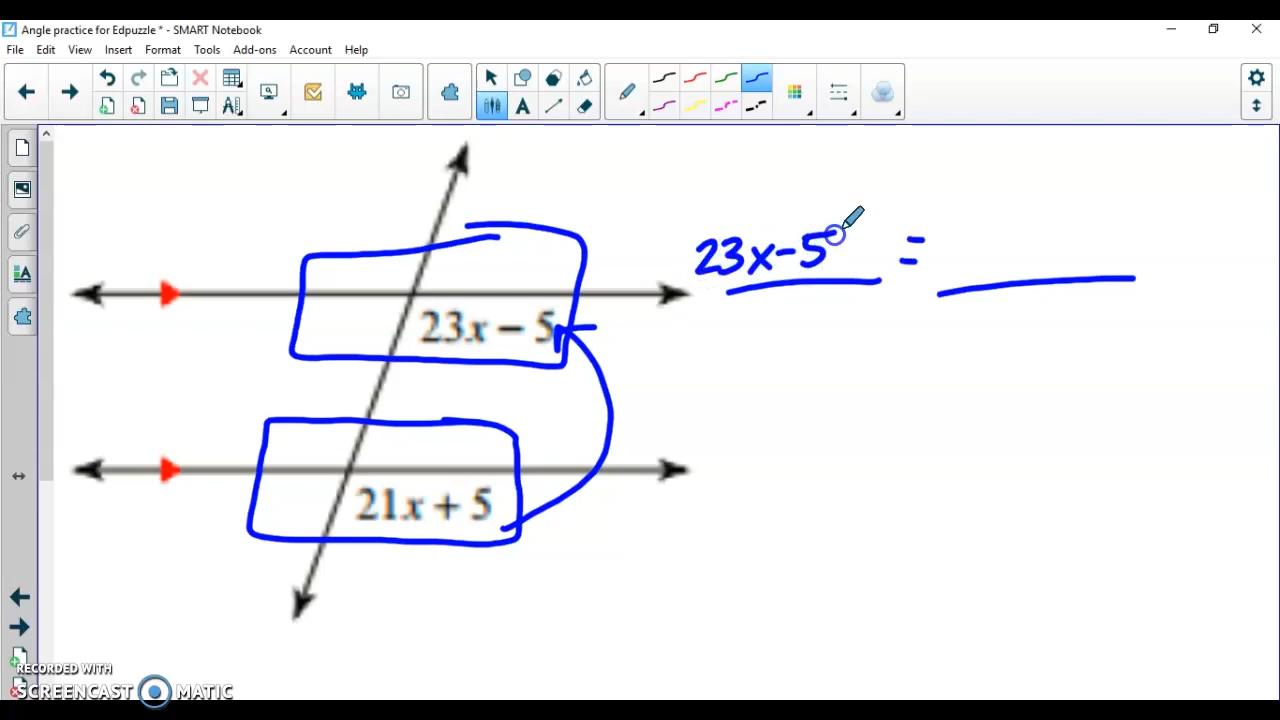 Angle practice for Edpuzzle * - SMART Notebook
File Edit View Insert Format Tools Add-ons Account Help
23x-5 =
23x − 5
21x + 5
RECORDED WITH
SCREENCAST MATIC